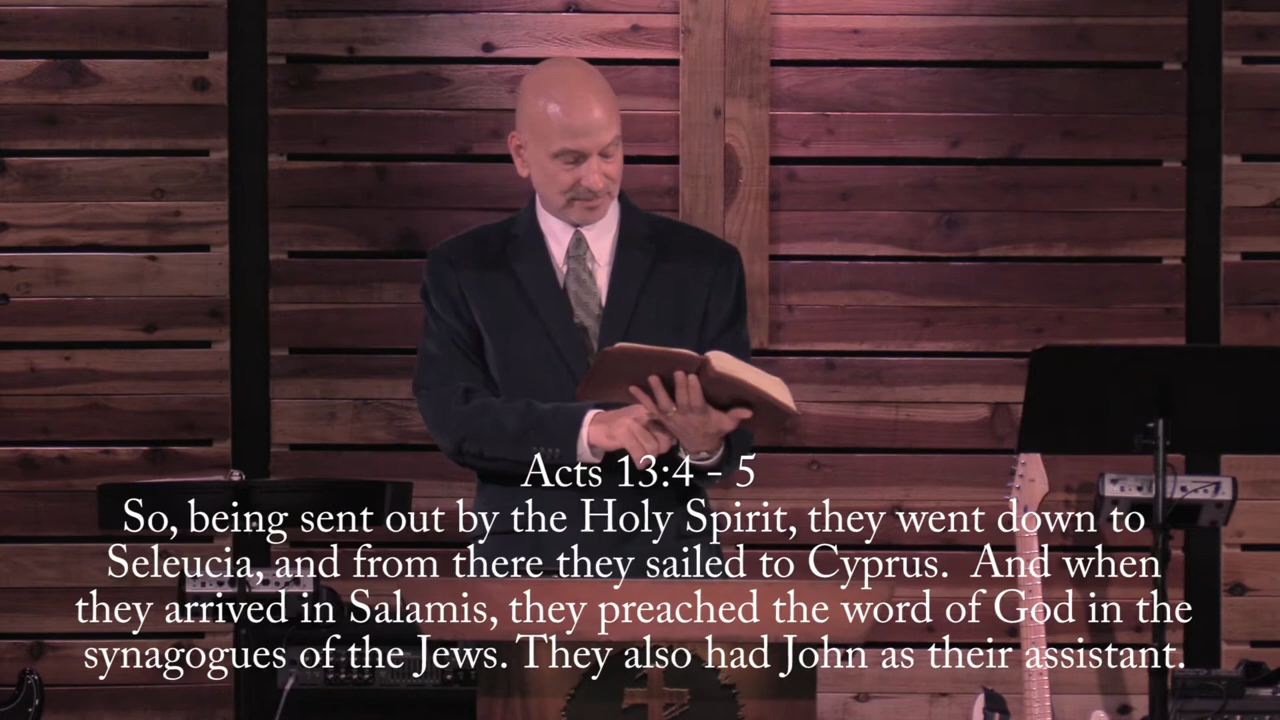 Acts 13:4 - 5
So, being sent out by the Holy Spirit, they went down to
Seleucia, and from there they sailed to Cyprus.  And when
they arrived in Salamis, they preached the word of God in the
synagogues of the Jews. They also had John as their assistant.